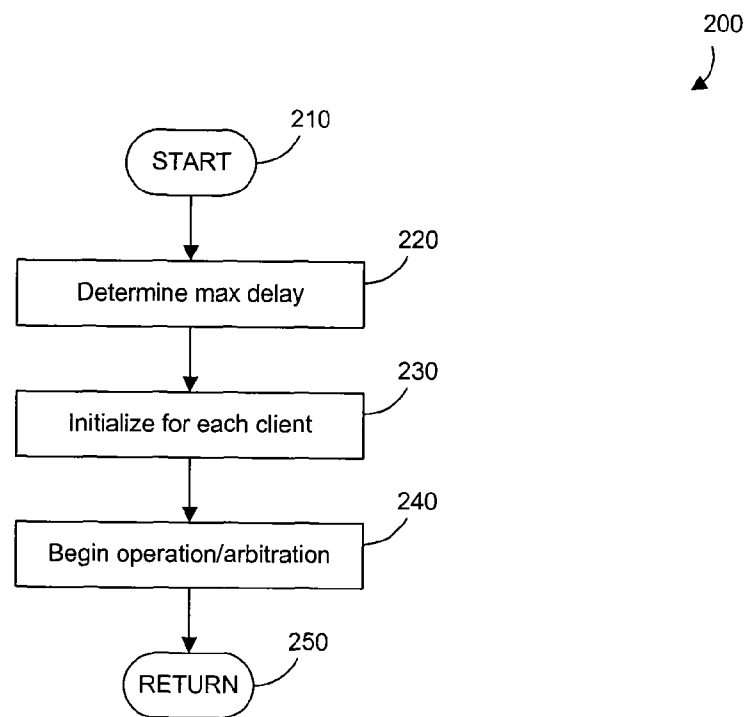 200
210
START
220
Determine max delay
230
Initialize for each client
240
Begin operation/arbitration
250
RETURN